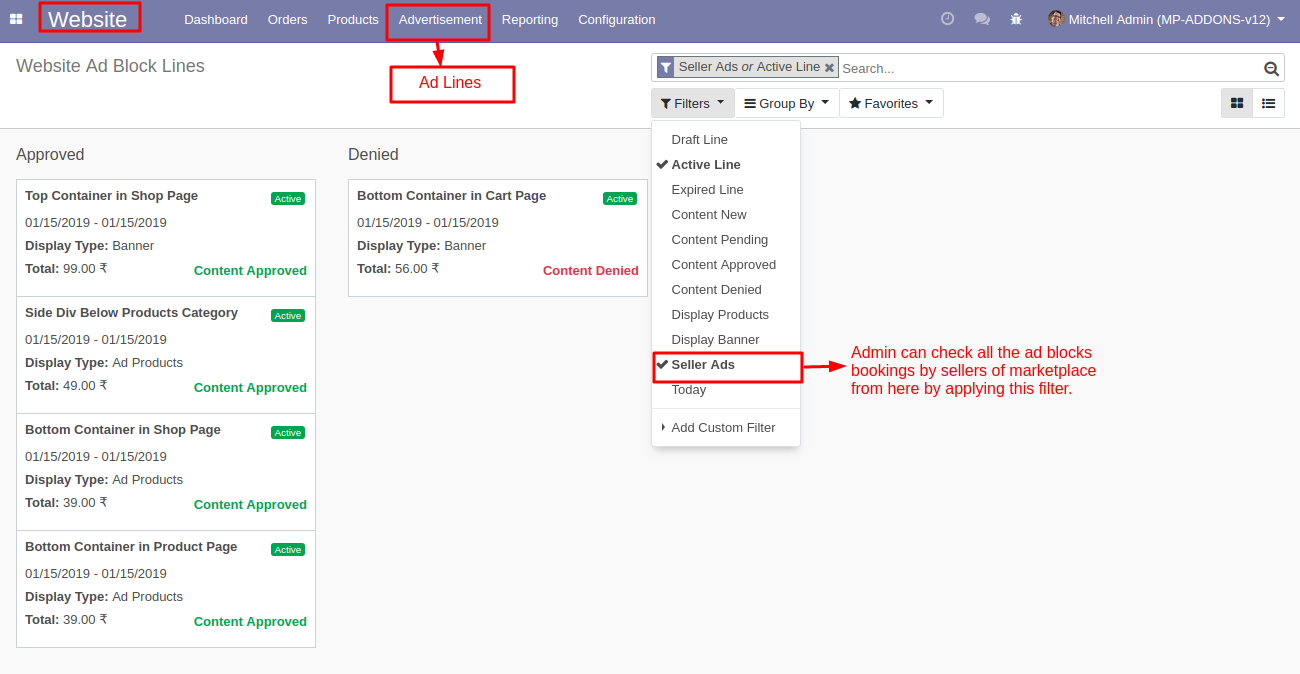 Website
Dashboard Orders Products Advertisement Reporting Configuration
Mitchell Admin (MP-ADDONS-v12)
Ad Lines
Website Ad Block Lines
Seller Ads or Active Line
Search...
Filters Group By Favorites
Draft Line
Active Line
Expired Line
Content New
Content Pending
Content Approved
Content Denied
Display Products
Display Banner
Seller Ads
Today
Add Custom Filter
Admin can check all the ad blocks
bookings by sellers of marketplace
from here by applying this filter.
Approved
Top Container in Shop Page
Active
01/15/2019 - 01/15/2019
Display Type: Banner
Total: 99.00 ₹
Content Approved
Side Div Below Products Category
Active
01/15/2019 - 01/15/2019
Display Type: Ad Products
Total: 49.00 ₹
Content Approved
Bottom Container in Shop Page
Active
01/15/2019 - 01/15/2019
Display Type: Ad Products
Total: 39.00 ₹
Content Approved
Bottom Container in Product Page
Active
01/15/2019 - 01/15/2019
Display Type: Ad Products
Total: 39.00 ₹
Content Approved
Denied
Bottom Container in Cart Page
Active
01/15/2019 - 01/15/2019
Display Type: Banner
Total: 56.00 ₹
Content Denied